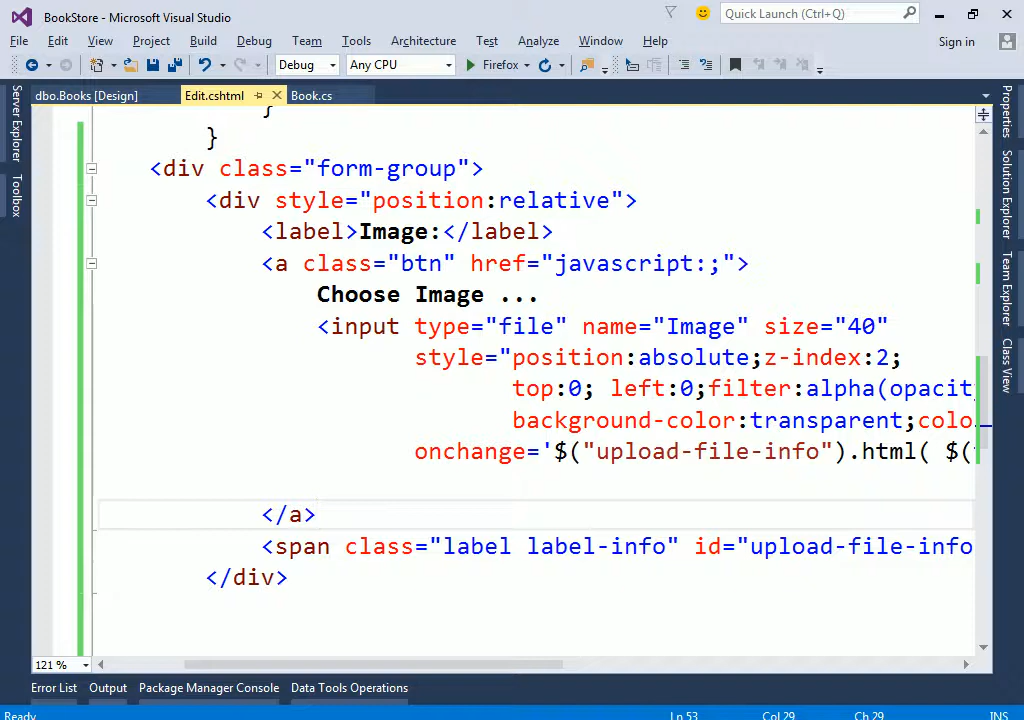 BookStore - Microsoft Visual Studio
Quick Launch (Ctrl+Q)
File Edit View Project Build Debug Team Tools Architecture Test Analyze Window Help
Sign in
Debug Any CPU Firefox
dbo.Books [Design] Edit.cshtml Book.cs
Server Explorer
Toolbox
Properties
Solution Explorer
Team Explorer
Class View
}
}
<div class="form-group">
<div style="position:relative">
<label>Image:</label>
<a class="btn" href="javascript:;">
Choose Image ...
<input type="file" name="Image" size="40"
style="position:absolute;z-index:2;
top:0; left:0;filter:alpha(opacity
background-color:transparent;colo
onchange='$("upload-file-info").html( $(
</a>
<span class="label label-info" id="upload-file-info
</div>
121 %
Error List Output Package Manager Console Data Tools Operations
Ready Ln 53 Col 29 Ch 29 INS